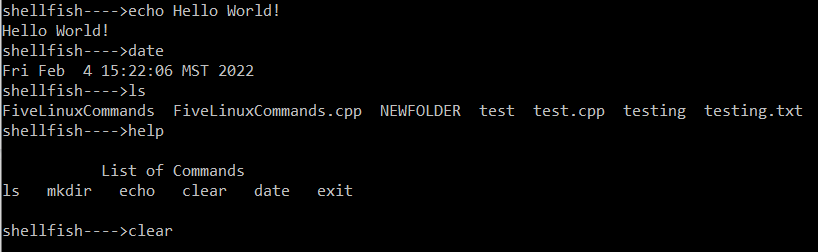 shellfish---->echo Hello World!
Hello World!
shellfish---->date
Fri Feb  4 15:22:06 MST 2022
shellfish---->ls
FiveLinuxCommands  FiveLinuxCommands.cpp  NEWFOLDER  test  test.cpp  testing  testing.txt
shellfish---->help
List of Commands
ls   mkdir   echo   clear   date   exit
shellfish---->clear